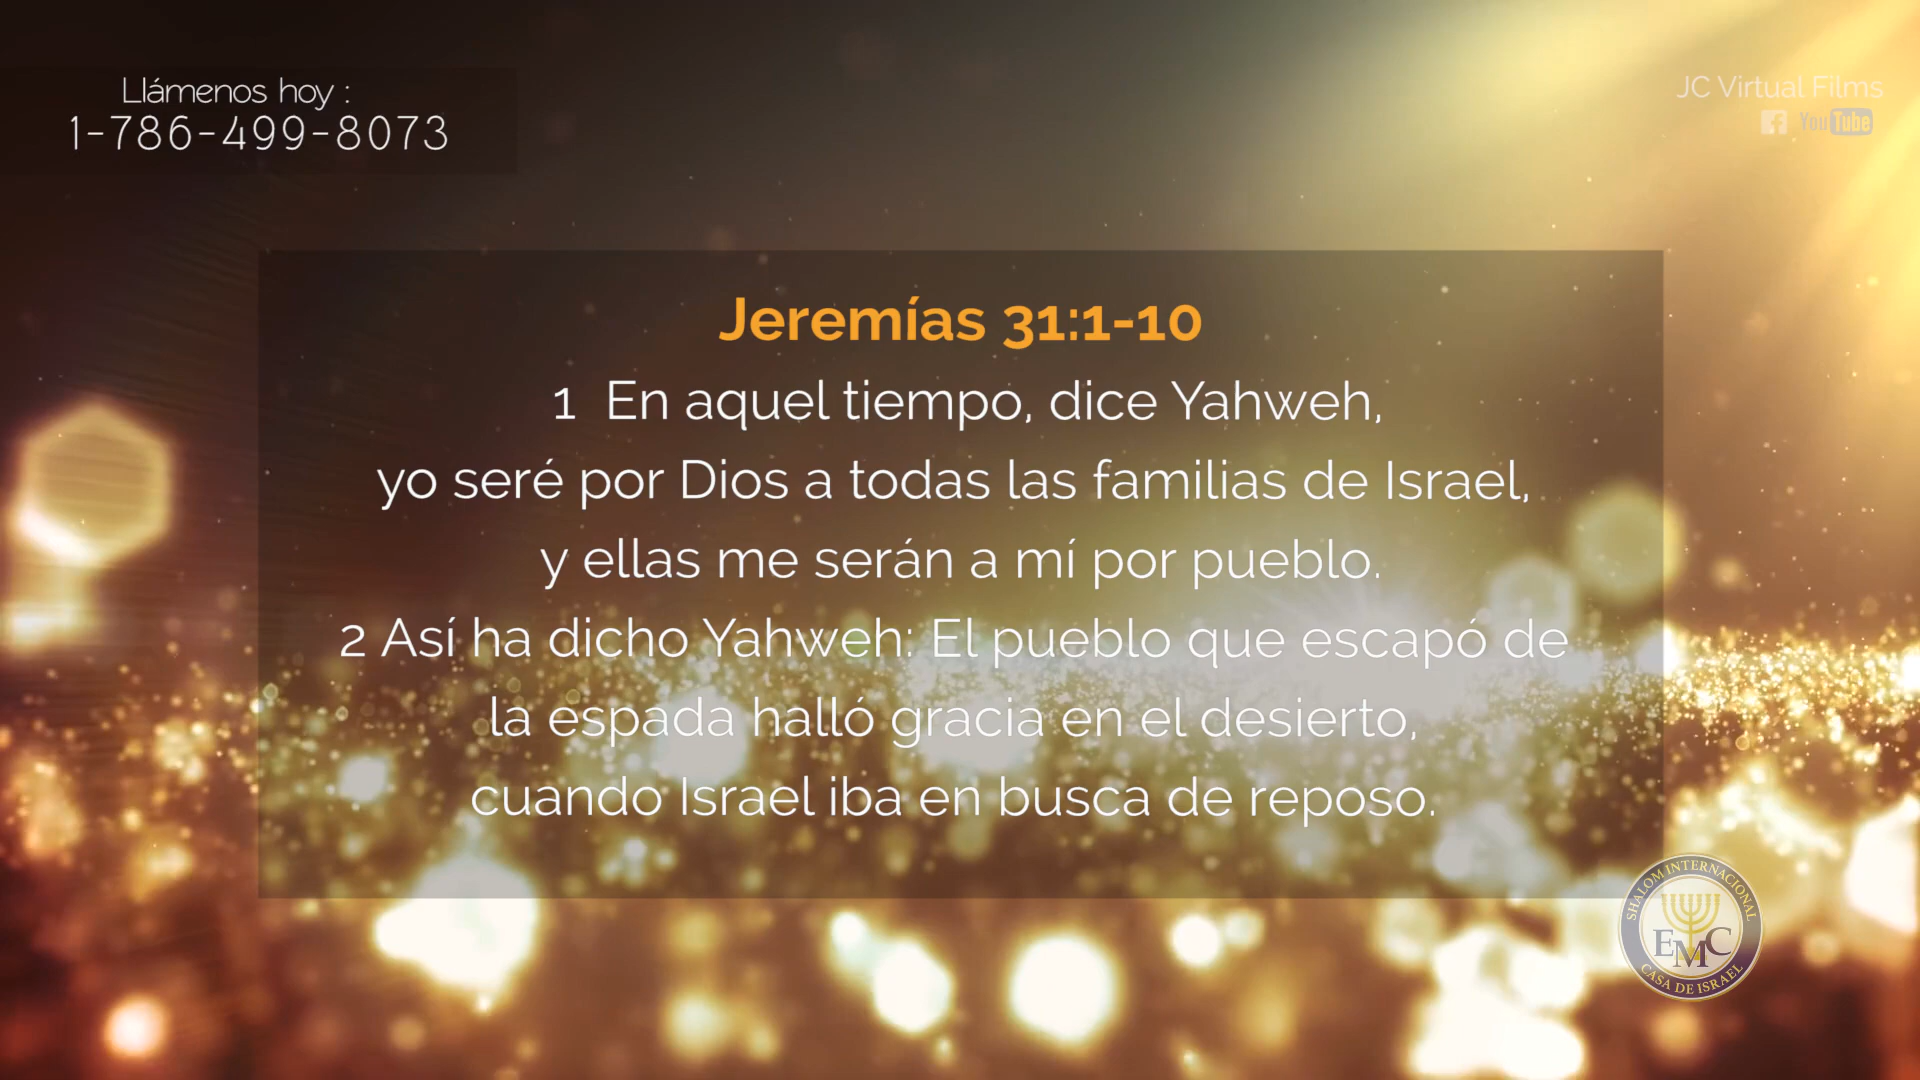 Llámenos hoy :
1-786-499-8073
JC Virtual Films
f YouTube
Jeremías 31:1-10
1 En aquel tiempo, dice Yahweh,
yo seré por Dios a todas las familias de Israel,
y ellas me serán a mí por pueblo.
2 Así ha dicho Yahweh: El pueblo que escapó de
la espada halló gracia en el desierto,
cuando Israel iba en busca de reposo.
SHALOM INTERNACIONAL
EMC
CASA DE ISRAEL